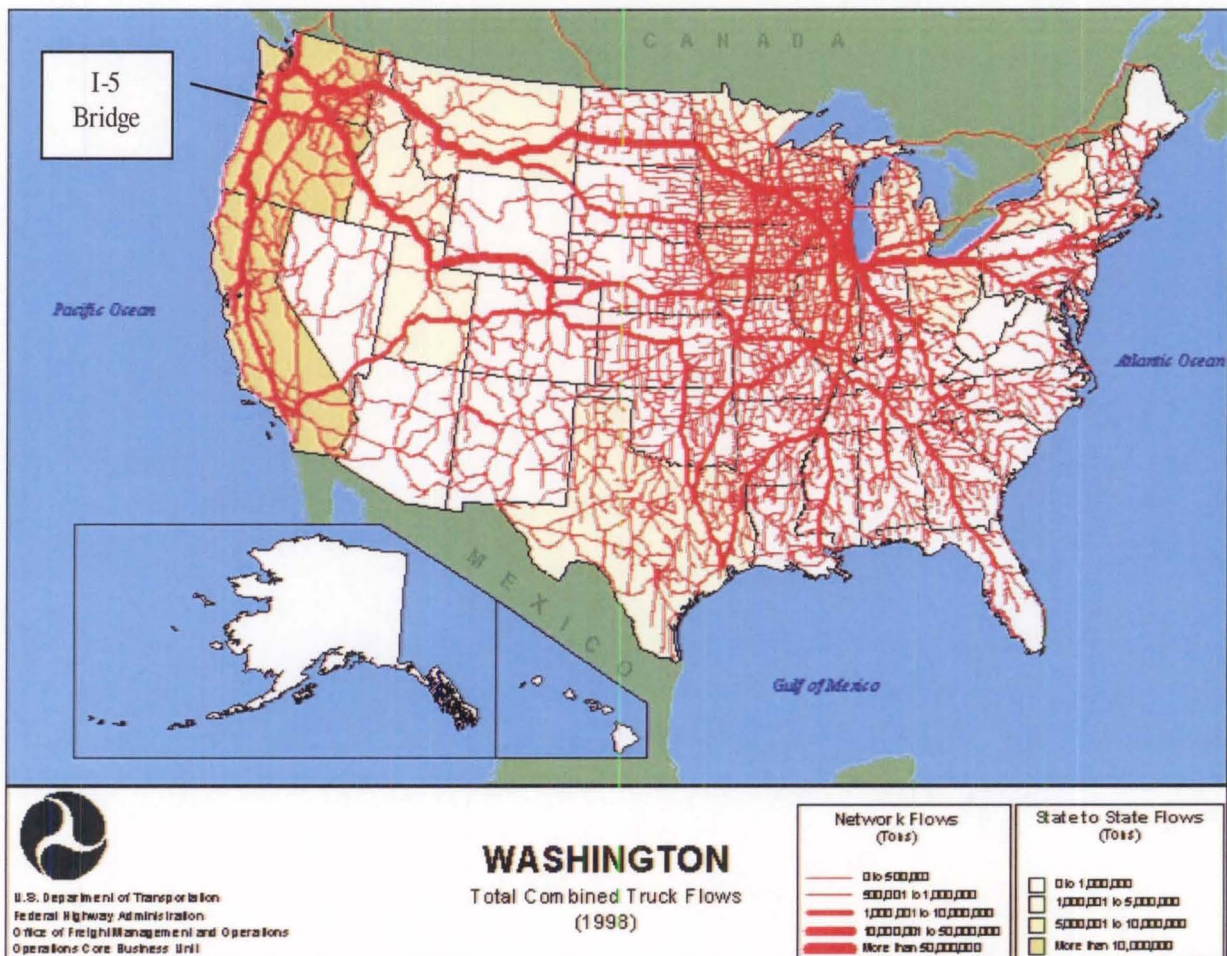 I-5
Bridge
CANADA
Pacific Ocean
Atlantic Ocean
MEXICO
Gulf of Mexico
U.S. Department of Transportation
Federal Highway Administration
Office of Freight Management and Operations
Operations Core Business Unit
WASHINGTON
Total Combined Truck Flows
(1998)
Network Flows
(Tons)
0 to 500,000
500,001 to 1,000,000
1,000,001 to 10,000,000
10,000,001 to 50,000,000
More than 50,000,000
State to State Flows
(Tons)
0 to 1,000,000
1,000,001 to 5,000,000
5,000,001 to 10,000,000
More than 10,000,000